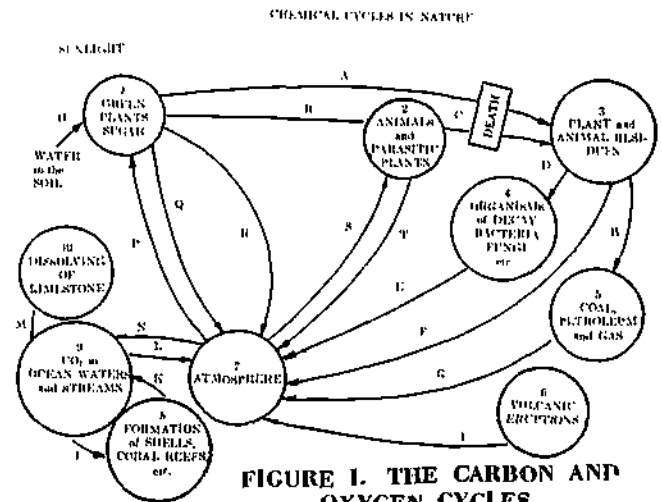 CHEMICAL CYCLES IN NATURE
SUNLIGHT
A
1
GREEN
PLANTS
SUGAR
B
2
ANIMALS
and
PARASITIC
PLANTS
C
DEATH
3
PLANT and
ANIMAL RESI-
DUES
WATER
in the
SOIL
D
4
ORGANISMS
of DECAY
BACTERIA
FUNGI
etc
Q
R
P
S
T
E
F
G
5
COAL,
PETROLEUM
and GAS
6
VOLCANIC
ERUPTIONS
I
7
ATMOSPHERE
10
DISSOLVING
OF
LIMESTONE
M
N
L
K
J
9
CO₂ in
OCEAN WATERS
and STREAMS
8
FORMATION
of SHELLS,
CORAL REEFS,
etc.
FIGURE 1. THE CARBON AND
OXYGEN CYCLES